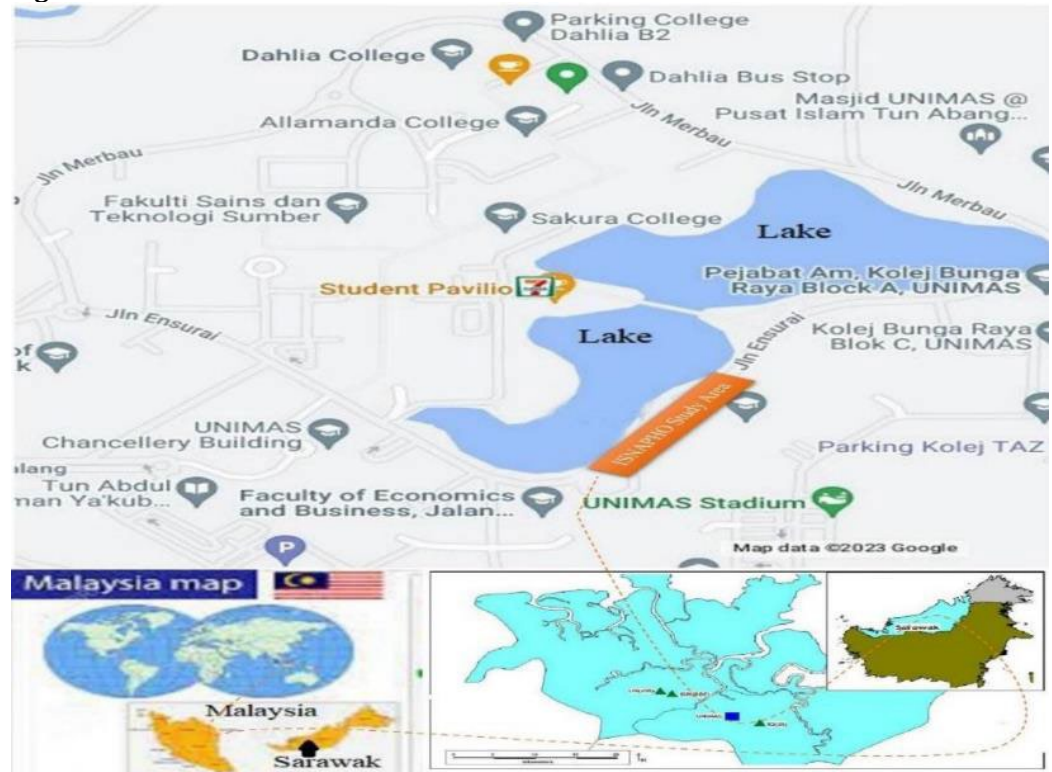 Parking College
Dahlia B2
Dahlia College
Dahlia Bus Stop
Masjid UNIMAS @
Pusat Islam Tun Abang...
Allamanda College
Jln Merbau
Jln Merbau
Jln Merbau
Fakulti Sains dan
Teknologi Sumber
Sakura College
Lake
Student Pavilio
7
Pejabat Am, Kolej Bunga
Raya Block A, UNIMAS
Jln Ensurai
Lake
Jln Ensurai
Kolej Bunga Raya
Blok C, UNIMAS
of
k
ISNAPHO Study Area
UNIMAS
Chancellery Building
Parking Kolej TAZ
alang
Tun Abdul
man Ya'kub...
Faculty of Economics
and Business, Jalan...
UNIMAS Stadium
P
Map data ©2023 Google
Malaysia map
Sarawak
UNIMAS
Malaysia
Sarawak